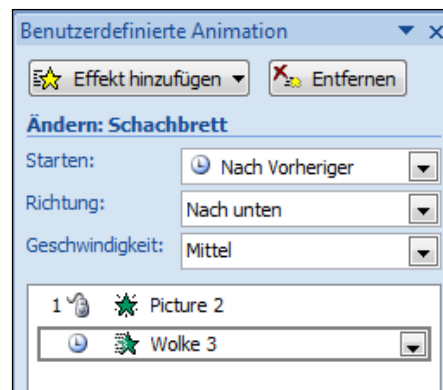 Benutzerdefinierte Animation
Effekt hinzufügen
Entfernen
Ändern: Schachbrett
Starten: Nach Vorheriger
Richtung: Nach unten
Geschwindigkeit: Mittel
1 Picture 2
Wolke 3